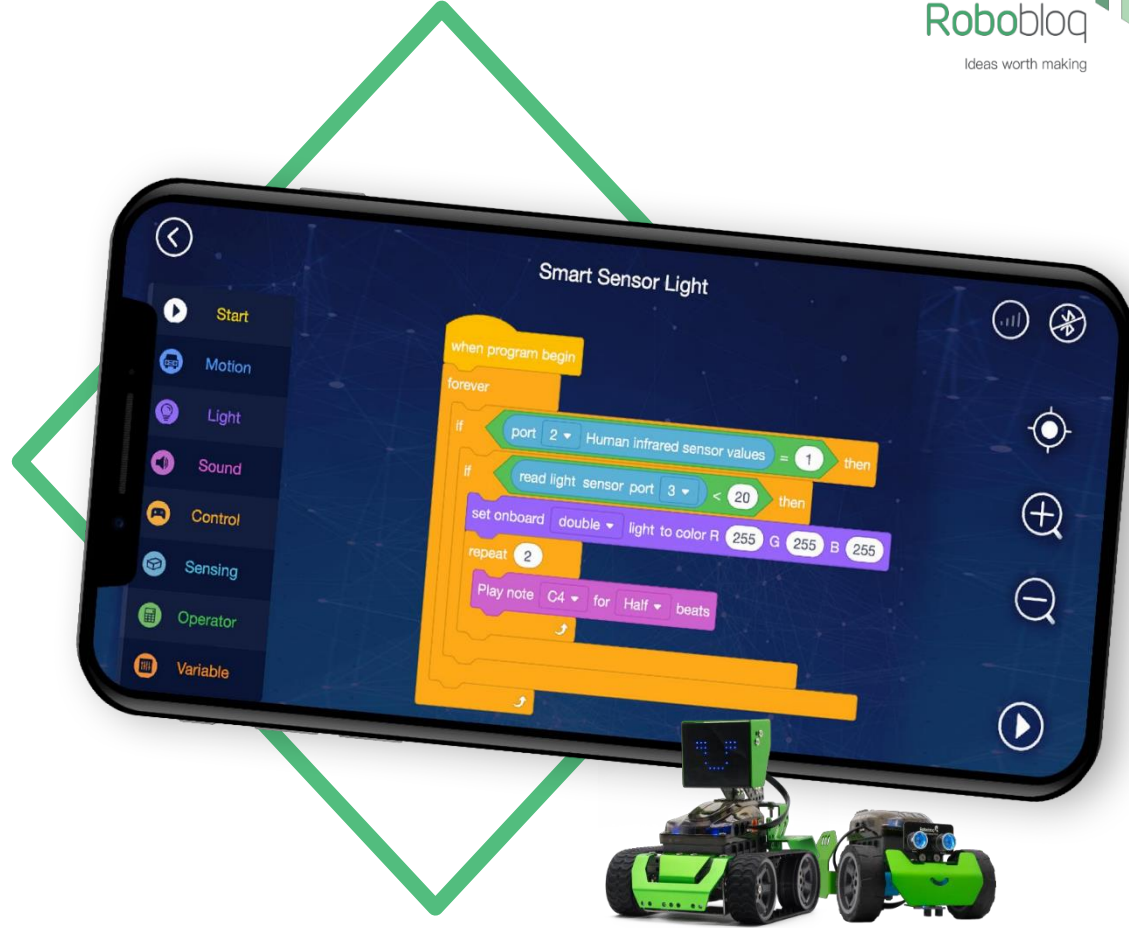 Robobloq
Ideas worth making
Smart Sensor Light
Start
Motion
Light
Sound
Control
Sensing
Operator
Variable
when program begin
forever
if port 2 Human infrared sensor values = 1 then
if read light sensor port 3 < 20 then
set onboard double light to color R 255 G 255 B 255
repeat 2
Play note C4 for Half beats